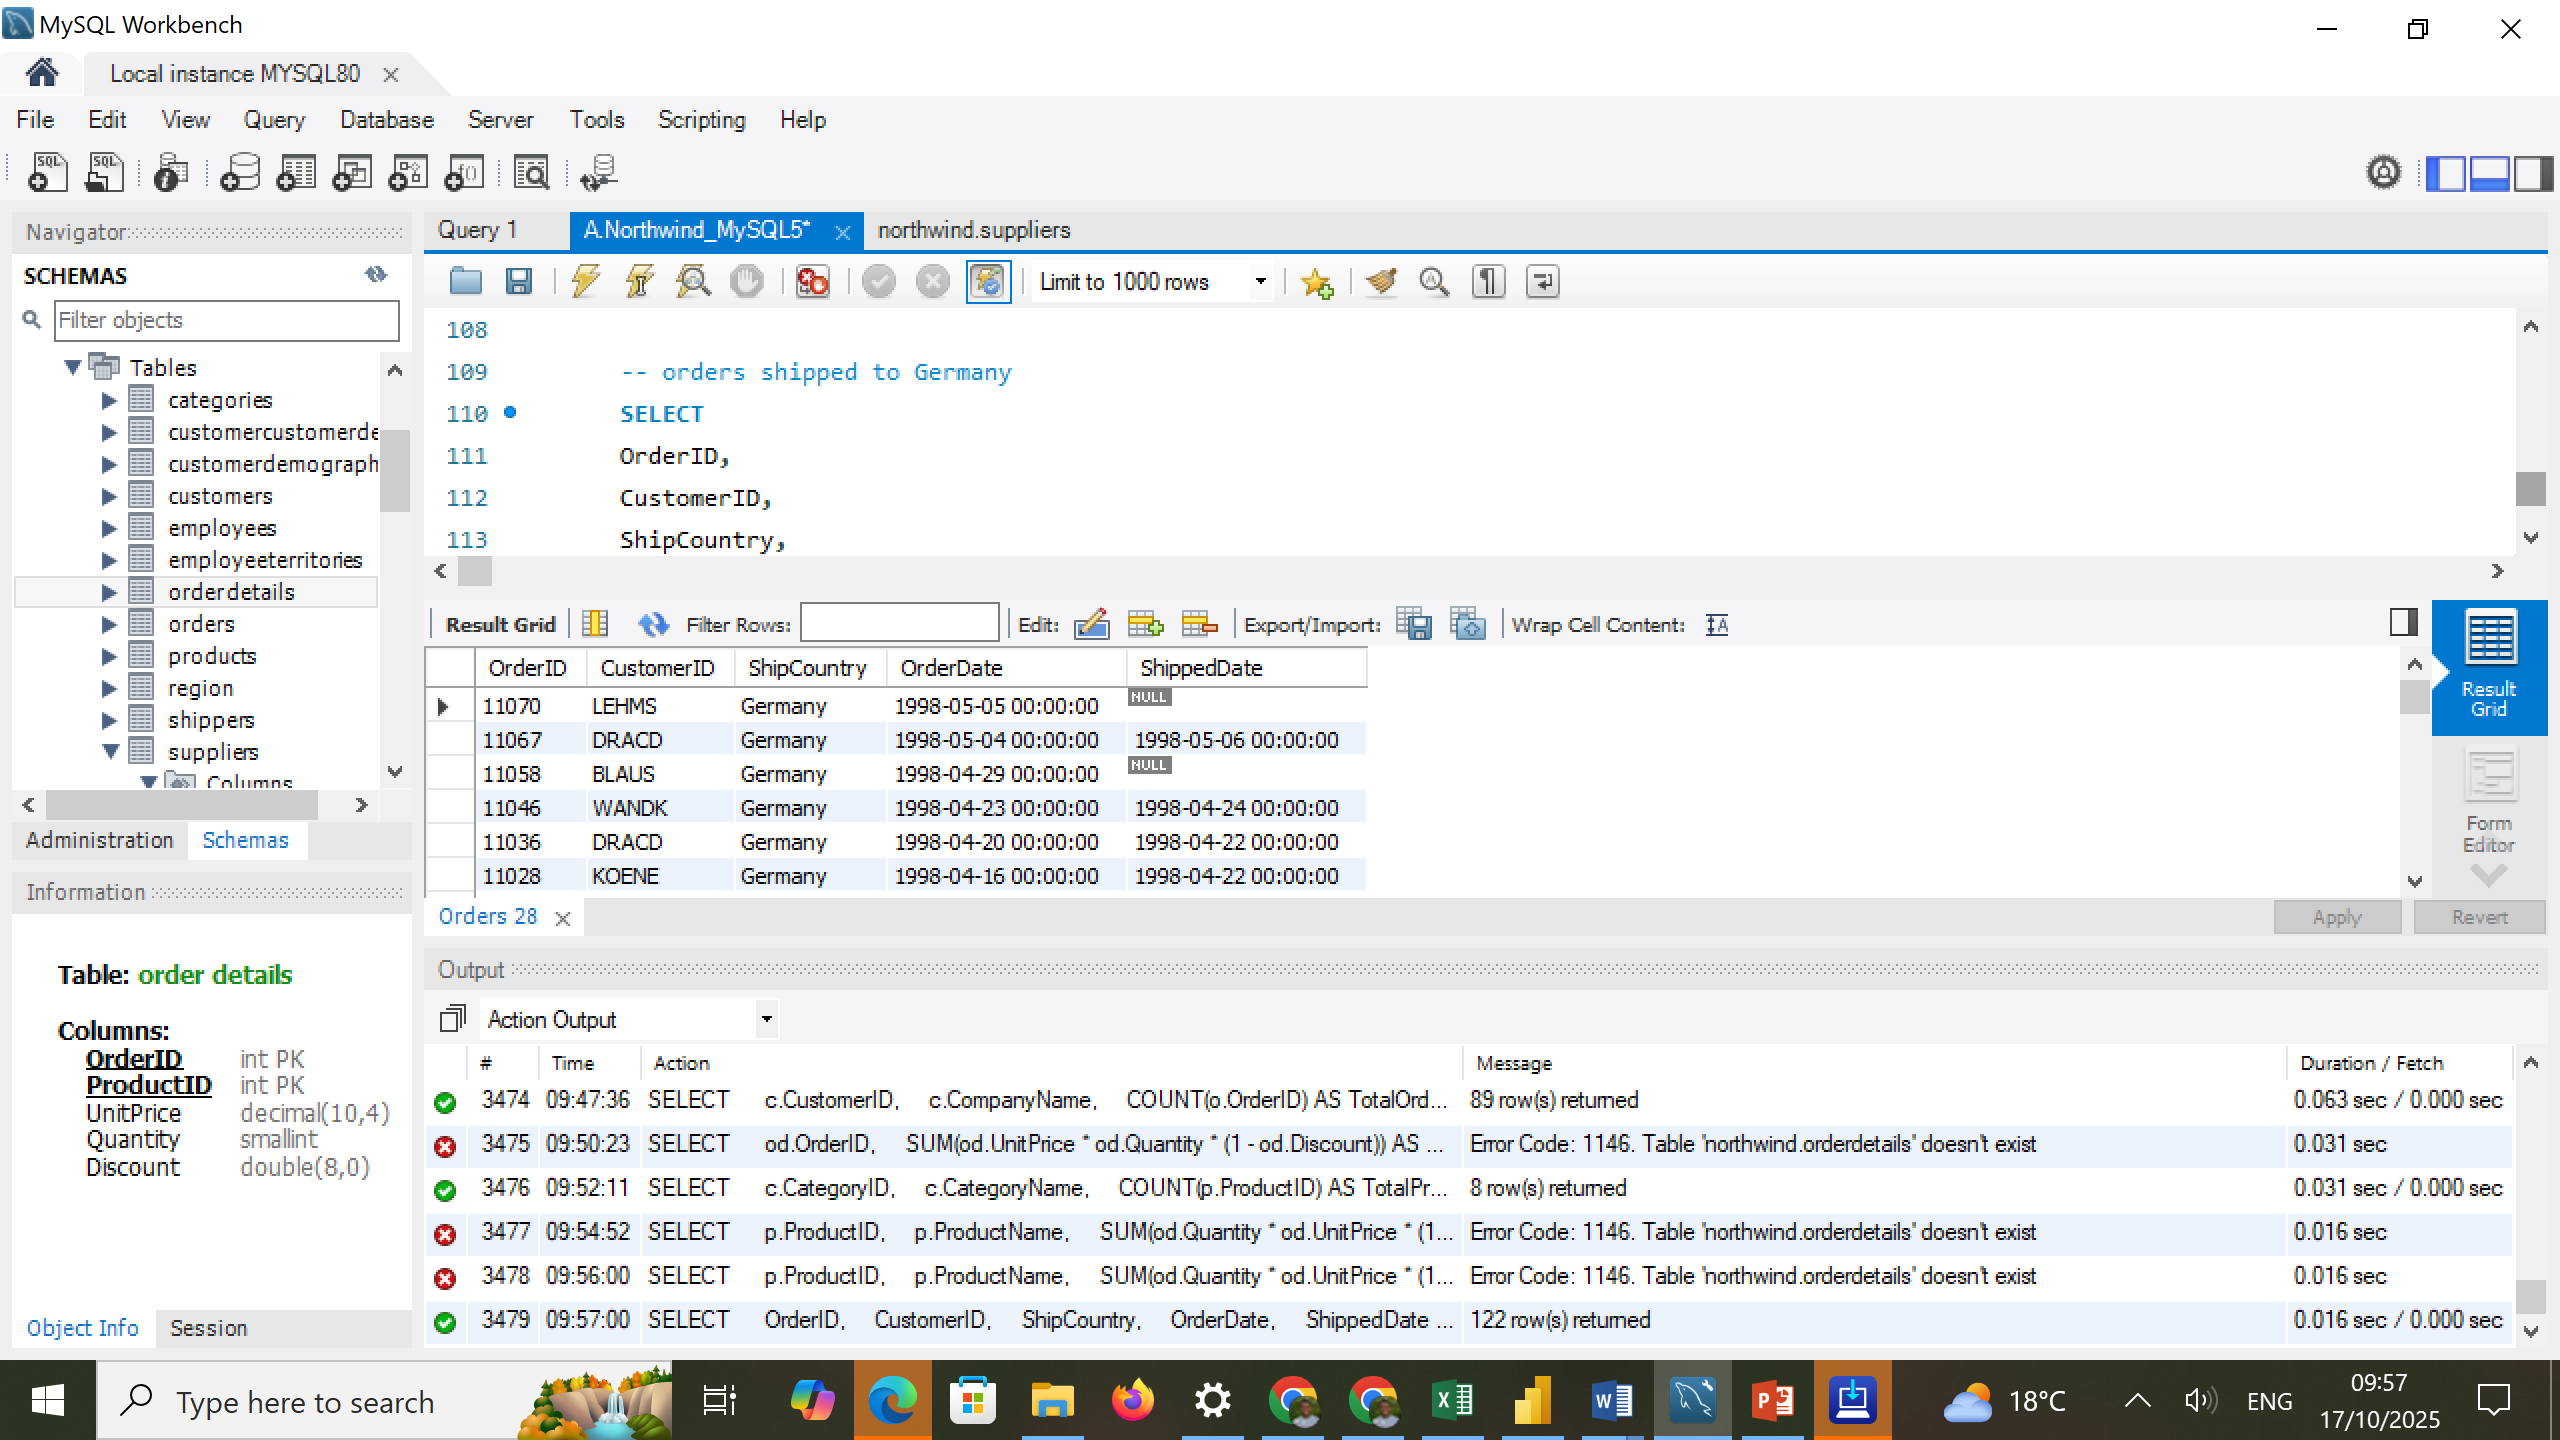 MySQL Workbench
Local instance MYSQL80
File Edit View Query Database Server Tools Scripting Help
Navigator
SCHEMAS
Filter objects
Tables
categories
customercustomerde
customerdemograph
customers
employees
employeeterritories
order details
orders
products
region
shippers
suppliers
Columns
Administration Schemas
Information
Table: order details
Columns:
OrderID int PK
ProductID int PK
UnitPrice decimal(10,4)
Quantity smallint
Discount double(8,0)
Object Info Session
Query 1 A.Northwind_MySQL5* northwind.suppliers
Limit to 1000 rows
108
109 -- orders shipped to Germany
110 SELECT
111 OrderID,
112 CustomerID,
113 ShipCountry,
Result Grid Filter Rows: Edit: Export/Import: Wrap Cell Content:
OrderID CustomerID ShipCountry OrderDate ShippedDate
11070 LEHMS Germany 1998-05-05 00:00:00 NULL
11067 DRACD Germany 1998-05-04 00:00:00 1998-05-06 00:00:00
11058 BLAUS Germany 1998-04-29 00:00:00 NULL
11046 WANDK Germany 1998-04-23 00:00:00 1998-04-24 00:00:00
11036 DRACD Germany 1998-04-20 00:00:00 1998-04-22 00:00:00
11028 KOENE Germany 1998-04-16 00:00:00 1998-04-22 00:00:00
Result
Grid
Form
Editor
Orders 28
Apply Revert
Output
Action Output
# Time Action Message Duration / Fetch
3474 09:47:36 SELECT c.CustomerID, c.CompanyName, COUNT(o.OrderID) AS TotalOrd... 89 row(s) returned 0.063 sec / 0.000 sec
3475 09:50:23 SELECT od.OrderID, SUM(od.UnitPrice * od.Quantity * (1 - od.Discount)) AS ... Error Code: 1146. Table 'northwind.orderdetails' doesn't exist 0.031 sec
3476 09:52:11 SELECT c.CategoryID, c.CategoryName, COUNT(p.ProductID) AS TotalPr... 8 row(s) returned 0.031 sec / 0.000 sec
3477 09:54:52 SELECT p.ProductID, p.ProductName, SUM(od.Quantity * od.UnitPrice * (1... Error Code: 1146. Table 'northwind.orderdetails' doesn't exist 0.016 sec
3478 09:56:00 SELECT p.ProductID, p.ProductName, SUM(od.Quantity * od.UnitPrice * (1... Error Code: 1146. Table 'northwind.orderdetails' doesn't exist 0.016 sec
3479 09:57:00 SELECT OrderID, CustomerID, ShipCountry, OrderDate, ShippedDate ... 122 row(s) returned 0.016 sec / 0.000 sec
Type here to search
18°C
ENG
09:57
17/10/2025